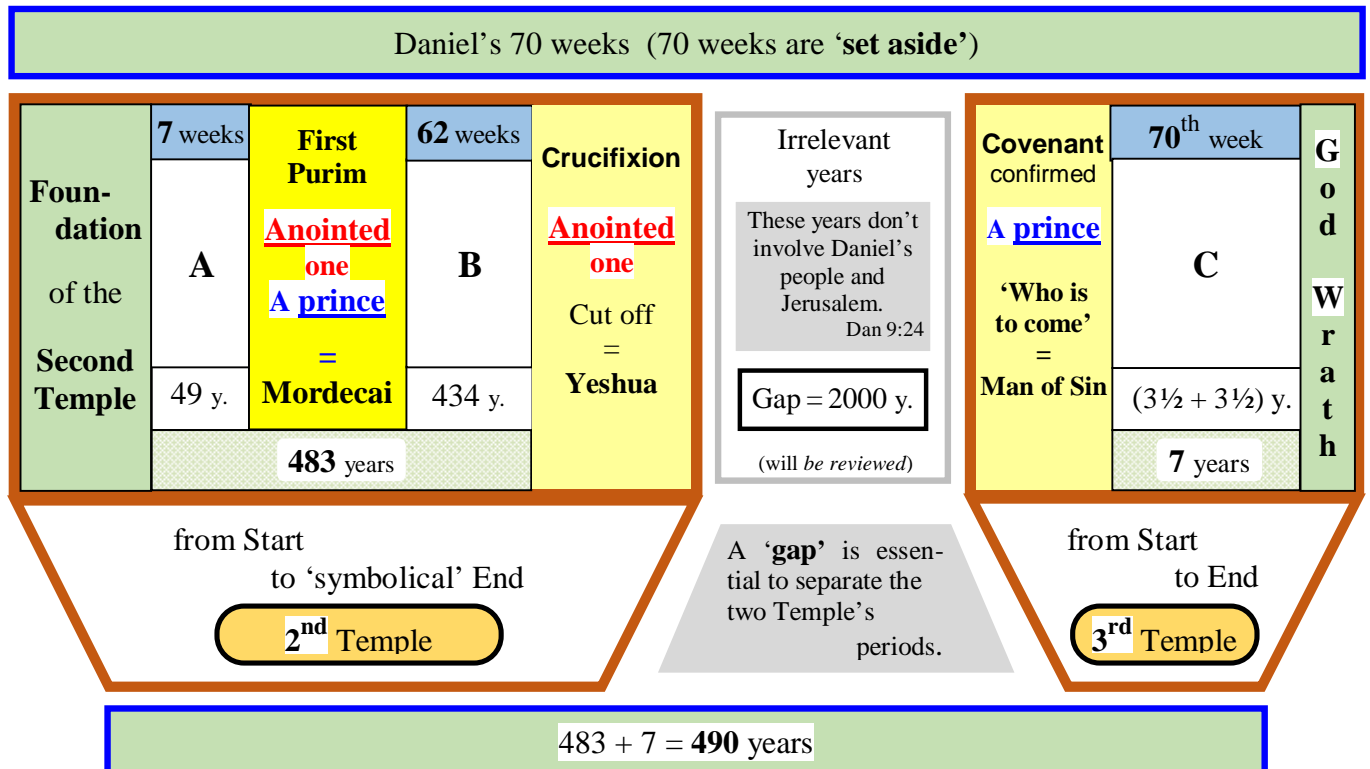 Daniel's 70 weeks (70 weeks are 'set aside')
Foun-
dation
of the
Second
Temple
7 weeks
A
49 y.
First
Purim
Anointed
one
A prince
=
Mordecai
62 weeks
B
434 y.
483 years
Crucifixion
Anointed
one
Cut off
=
Yeshua
Irrelevant
years
These years don't
involve Daniel's
people and
Jerusalem.
Dan 9:24
Gap = 2000 y.
(will be reviewed)
Covenant
confirmed
A prince
'Who is
to come'
=
Man of Sin
70th week
C
(3½ + 3½) y.
7 years
God
Wrath
from Start
to 'symbolical' End
2nd Temple
A 'gap' is essen-
tial to separate the
two Temple's
periods.
from Start
to End
3rd Temple
483 + 7 = 490 years